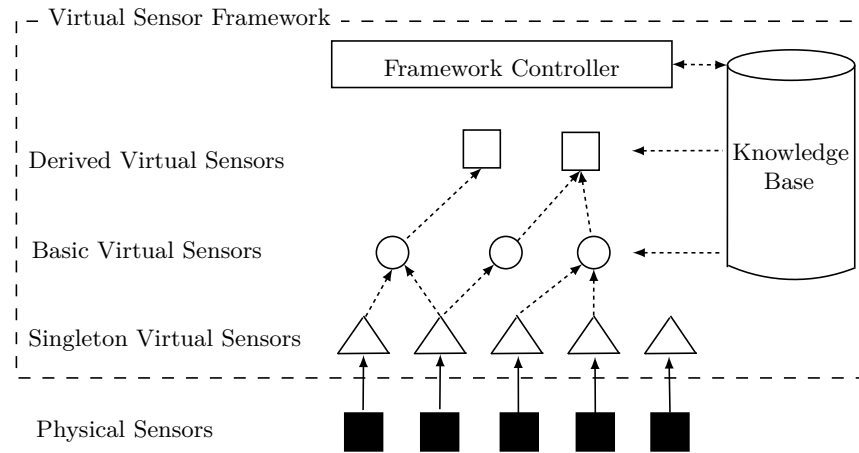 Virtual Sensor Framework
Framework Controller
Derived Virtual Sensors
Knowledge
Base
Basic Virtual Sensors
Singleton Virtual Sensors
Physical Sensors